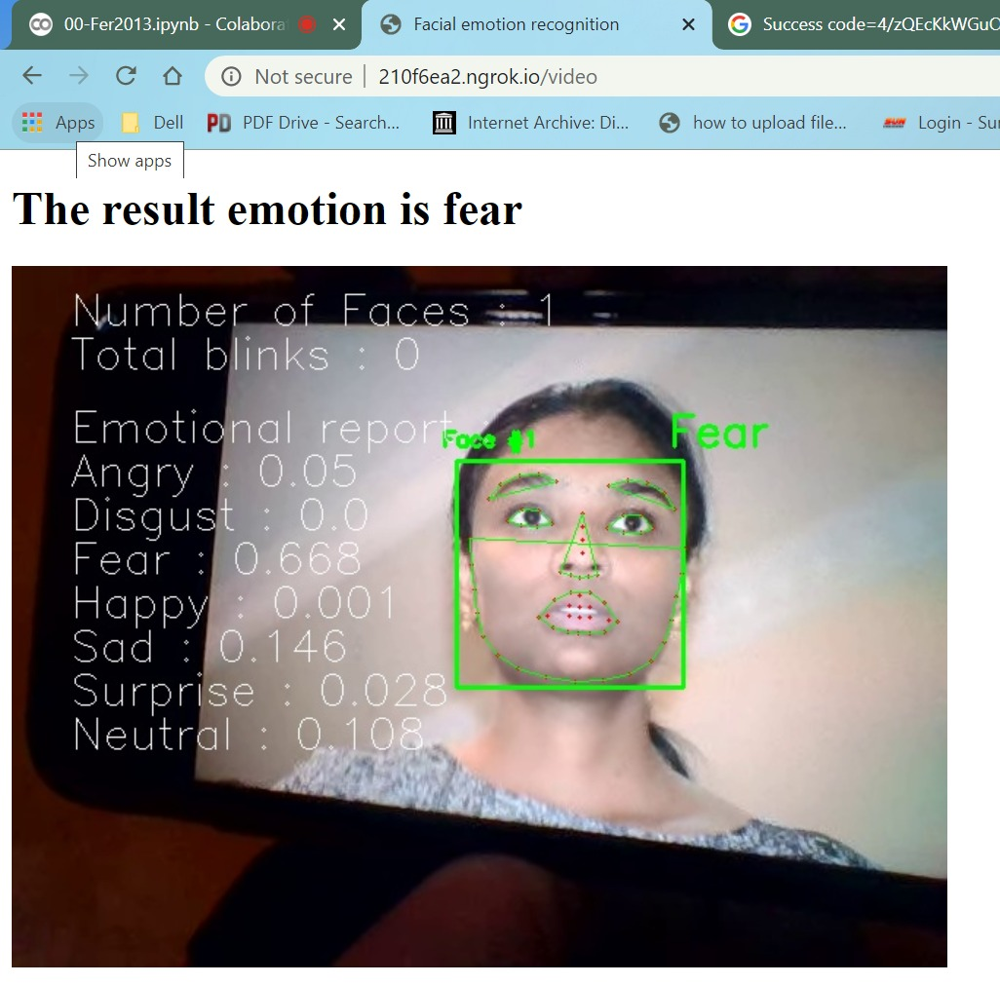 00-Fer2013.ipynb - Colabora
Facial emotion recognition
Success code=4/zQEcKkWGuO
Not secure | 210f6ea2.ngrok.io/video
Apps
Dell
PD PDF Drive - Search...
Internet Archive: Di...
how to upload file...
SUN Login - Su
Show apps
The result emotion is fear
Number of Faces : 1
Total blinks : 0
Emotional report :
Face #1
Fear
Angry : 0.05
Disgust : 0.0
Fear : 0.668
Happy : 0.001
Sad : 0.146
Surprise : 0.028
Neutral : 0.108